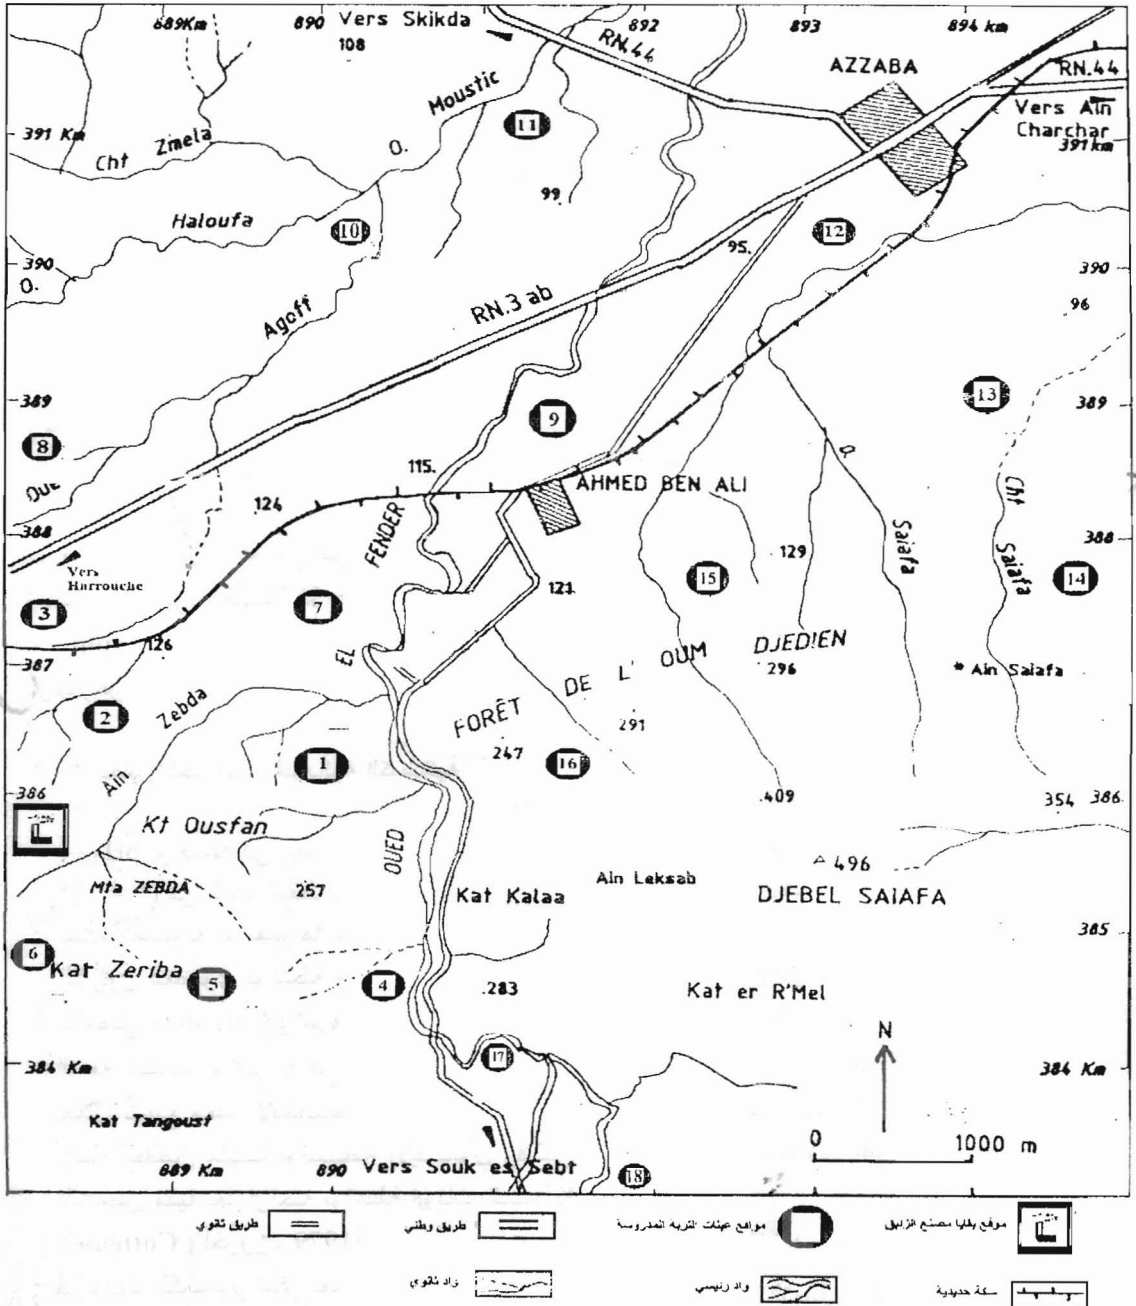 889Km 890 892 893 894 km
Vers Skikda
108
RN.44
AZZABA
RN.44
Vers Ain
Charchar
391 Km
391 km
Cht Zmela
O. Moustic
11
99
Haloufa
10
12
95.
390
390
O.
Agoff
RN.3 ab
96
389
389
13
9
8
115.
AHMED BEN ALI
O.
Saiafa
Cht
Saiafa
124
388
388
FENDER
129
Vers
Harrouche
3
7
121
15
14
EL
126
387
FORÊT DE L' OUM DJEDIEN
296
* Ain Saiafa
2
Ain Zebda
291
247
1
16
386
409
354
386
Kt Ousfan
OUED
496
Mta ZEBDA
257
Kat Kalaa
Ain Leksab
DJEBEL SAIAFA
385
6
Kat Zeriba
5
4
283
Kat er R'Mel
N
17
384 Km
384 Km
Kat Tangoust
0 1000 m
889 Km 890
Vers Souk es Sebt
18
موقع بقايا مصنع الزئبق
مواقع عينات التربة المدروسة
طريق وطني
طريق ثانوي
سكة حديدية
واد رئيسي
واد ثانوي